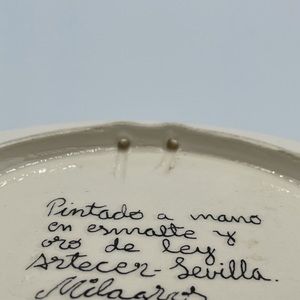 Pintado a mano
en esmalte y
oro de ley.
Artecer-Sevilla.
Milagros